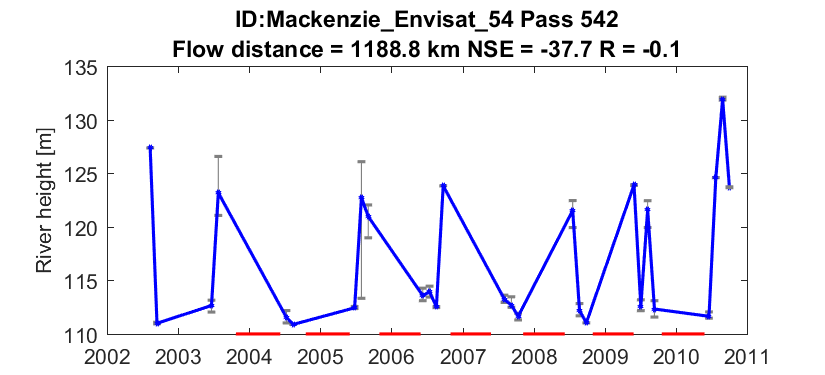 ID:Mackenzie_Envisat_54 Pass 542
Flow distance = 1188.8 km NSE = -37.7 R = -0.1
135
130
125
120
115
110
River height [m]
2002 2003 2004 2005 2006 2007 2008 2009 2010 2011